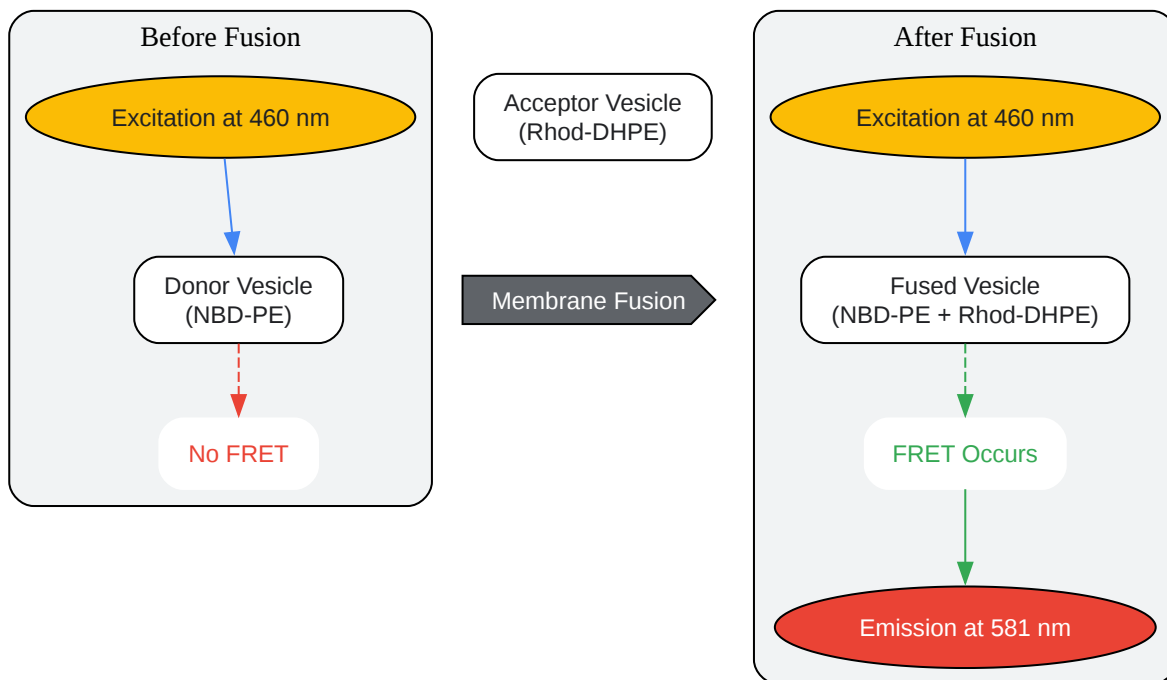 Before Fusion
Excitation at 460 nm
Donor Vesicle
(NBD-PE)
No FRET
Acceptor Vesicle
(Rhod-DHPE)
Membrane Fusion
After Fusion
Excitation at 460 nm
Fused Vesicle
(NBD-PE + Rhod-DHPE)
FRET Occurs
Emission at 581 nm